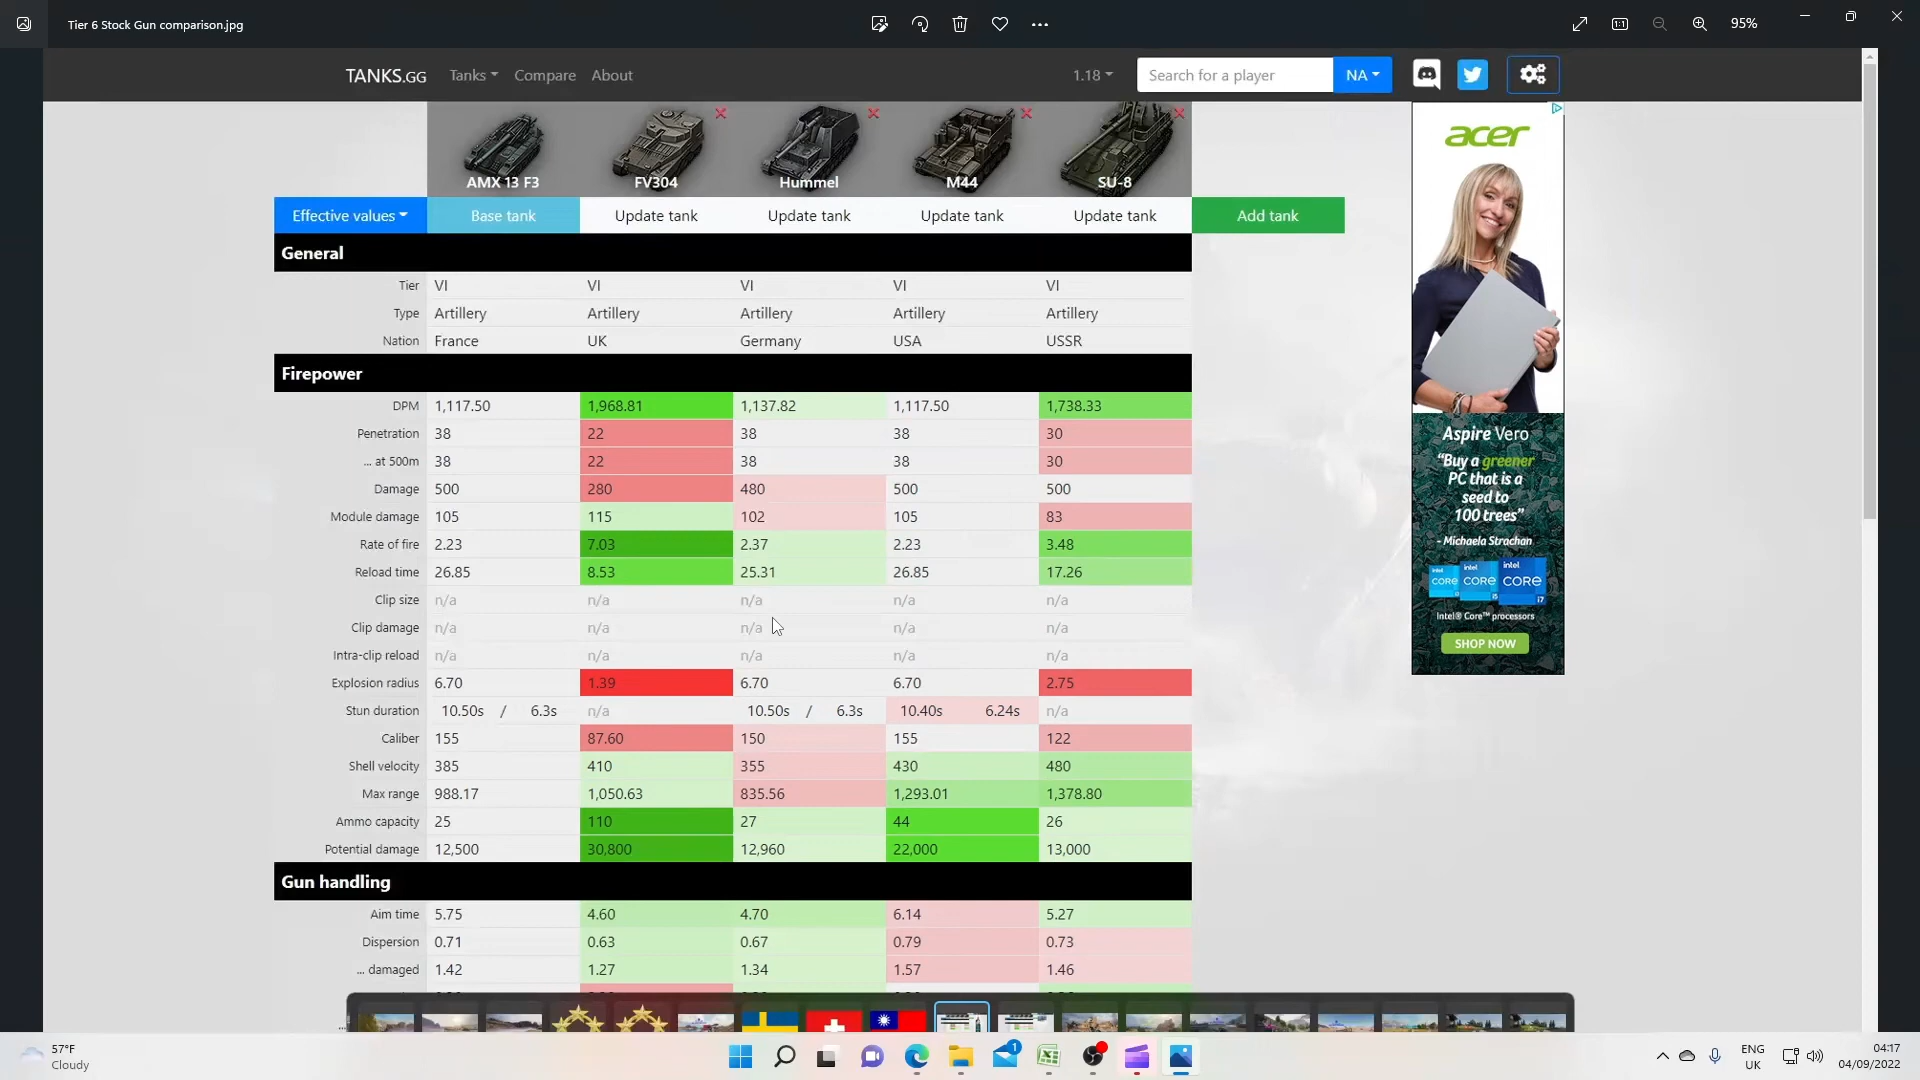 Tier 6 Stock Gun comparison.jpg
95%
TANKS.GG Tanks Compare About 1.18 Search for a player NA
AMX 13 F3 FV304 Hummel M44 SU-8
Effective values Base tank Update tank Update tank Update tank Update tank Add tank
General
Tier VI VI VI VI VI
Type Artillery Artillery Artillery Artillery Artillery
Nation France UK Germany USA USSR
Firepower
DPM 1,117.50 1,968.81 1,137.82 1,117.50 1,738.33
Penetration 38 22 38 38 30
... at 500m 38 22 38 38 30
Damage 500 280 480 500 500
Module damage 105 115 102 105 83
Rate of fire 2.23 7.03 2.37 2.23 3.48
Reload time 26.85 8.53 25.31 26.85 17.26
Clip size n/a n/a n/a n/a n/a
Clip damage n/a n/a n/a n/a n/a
Intra-clip reload n/a n/a n/a n/a n/a
Explosion radius 6.70 1.39 6.70 6.70 2.75
Stun duration 10.50s / 6.3s n/a 10.50s / 6.3s 10.40s 6.24s n/a
Caliber 155 87.60 150 155 122
Shell velocity 385 410 355 430 480
Max range 988.17 1,050.63 835.56 1,293.01 1,378.80
Ammo capacity 25 110 27 44 26
Potential damage 12,500 30,800 12,960 22,000 13,000
Gun handling
Aim time 5.75 4.60 4.70 6.14 5.27
Dispersion 0.71 0.63 0.67 0.79 0.73
... damaged 1.42 1.27 1.34 1.57 1.46
acer
Aspire Vero
"Buy a greener
PC that is a
seed to
100 trees"
- Michaela Strachan
intel intel intel
CORE CORE CORE
i5 i7
Intel® Core™ processors
SHOP NOW
57°F
Cloudy
1
ENG
UK
04:17
04/09/2022